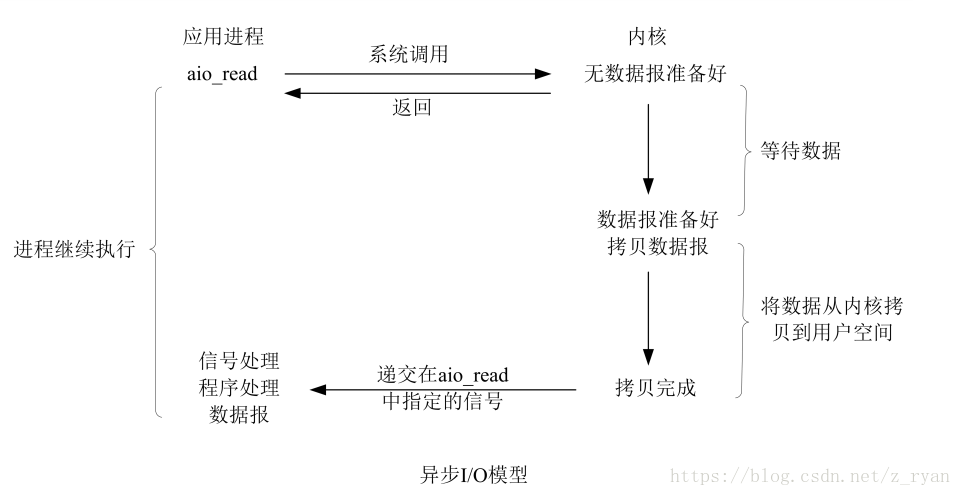 应用进程
内核
系统调用
aio_read
无数据报准备好
返回
等待数据
数据报准备好
拷贝数据报
进程继续执行
将数据从内核拷
贝到用户空间
信号处理
程序处理
数据报
递交在aio_read
中指定的信号
拷贝完成
异步I/O模型
https://blog.csdn.net/z_ryan